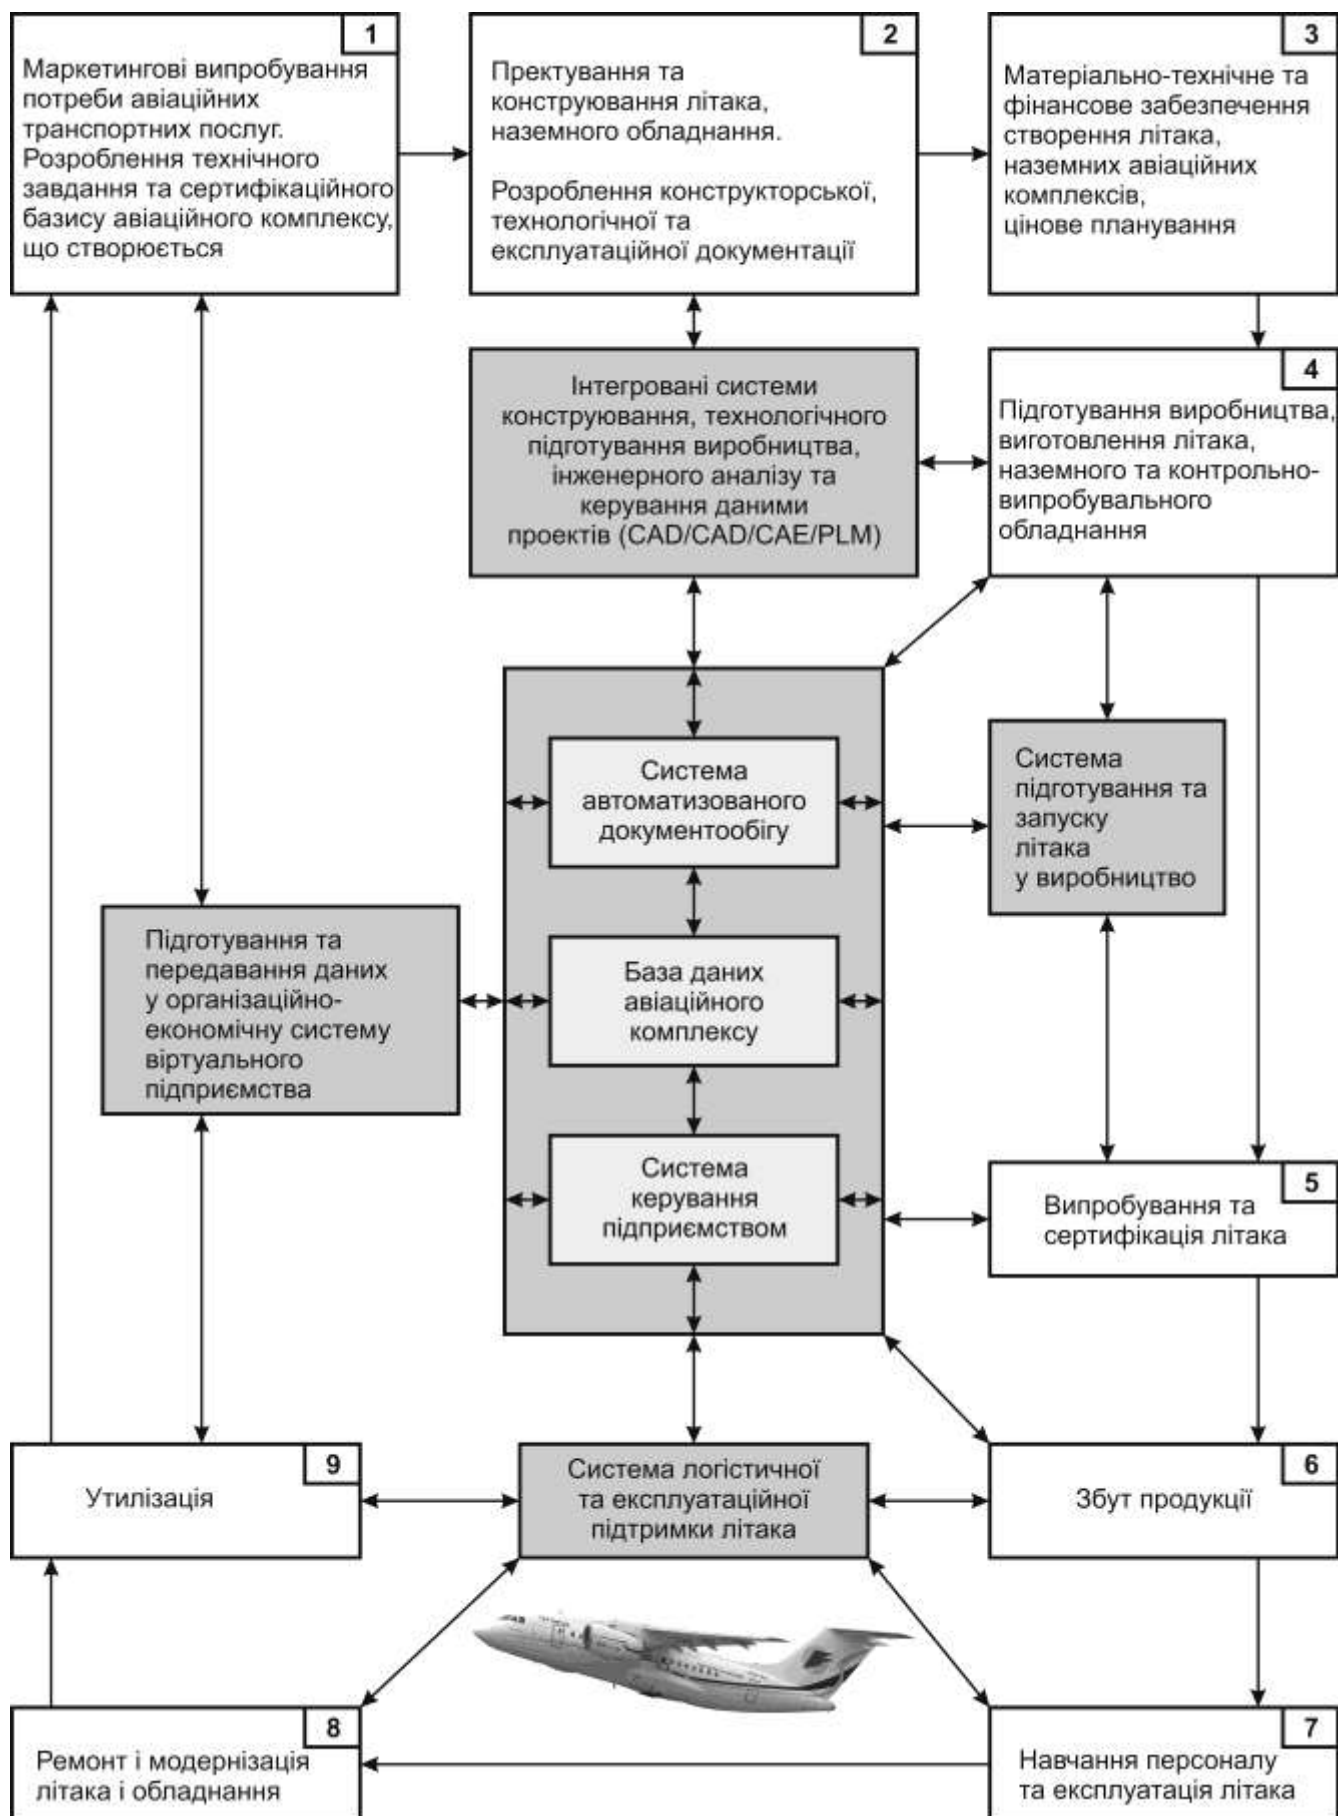 1
Маркетингові випробування
потреби авіаційних
транспортних послуг.
Розроблення технічного
завдання та сертифікаційного
базису авіаційного комплексу,
що створюється
2
Пректування та
конструювання літака,
наземного обладнання.
Розроблення конструкторської,
технологічної та
експлуатаційної документації
3
Матеріально-технічне та
фінансове забезпечення
створення літака,
наземних авіаційних
комплексів,
цінове планування
Інтегровані системи
конструювання, технологічного
підготування виробництва,
інженерного аналізу та
керування даними
проектів (CAD/CAD/CAE/PLM)
4
Підготування виробництва,
виготовлення літака,
наземного та контрольно-
випробувального
обладнання
Система
автоматизованого
документообігу
Система
підготування та
запуску
літака
у виробництво
Підготування та
передавання даних
у організаційно-
економічну систему
віртуального
підприємства
База даних
авіаційного
комплексу
Система
керування
підприємством
5
Випробування та
сертифікація літака
9
Утилізація
Система логістичної
та експлуатаційної
підтримки літака
6
Збут продукції
8
Ремонт і модернізація
літака і обладнання
7
Навчання персоналу
та експлуатація літака